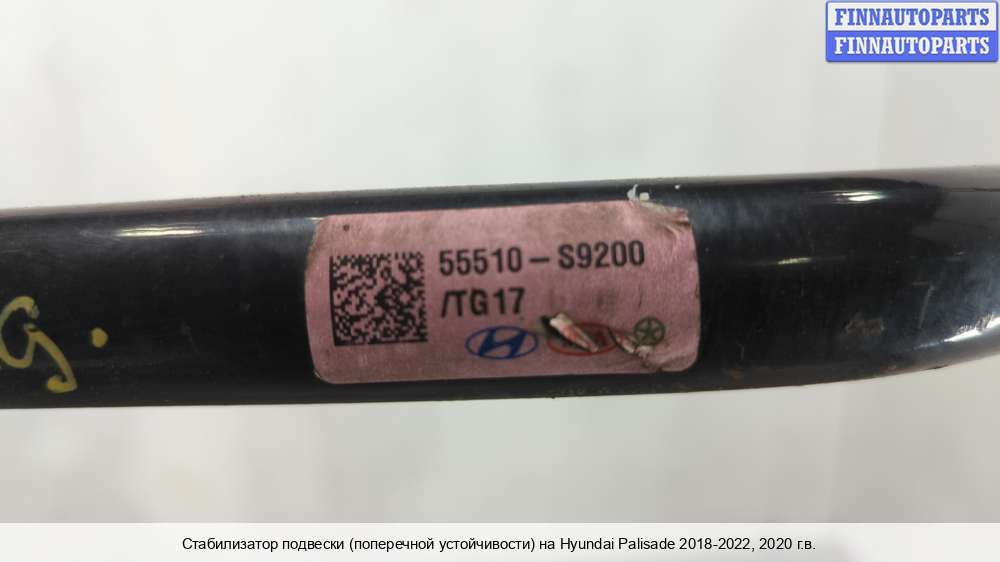 FINNAUTOPARTS
FINNAUTOPARTS
55510-S9200
/TG17
G.
Стабилизатор подвески (поперечной устойчивости) на Hyundai Palisade 2018-2022, 2020 г.в.